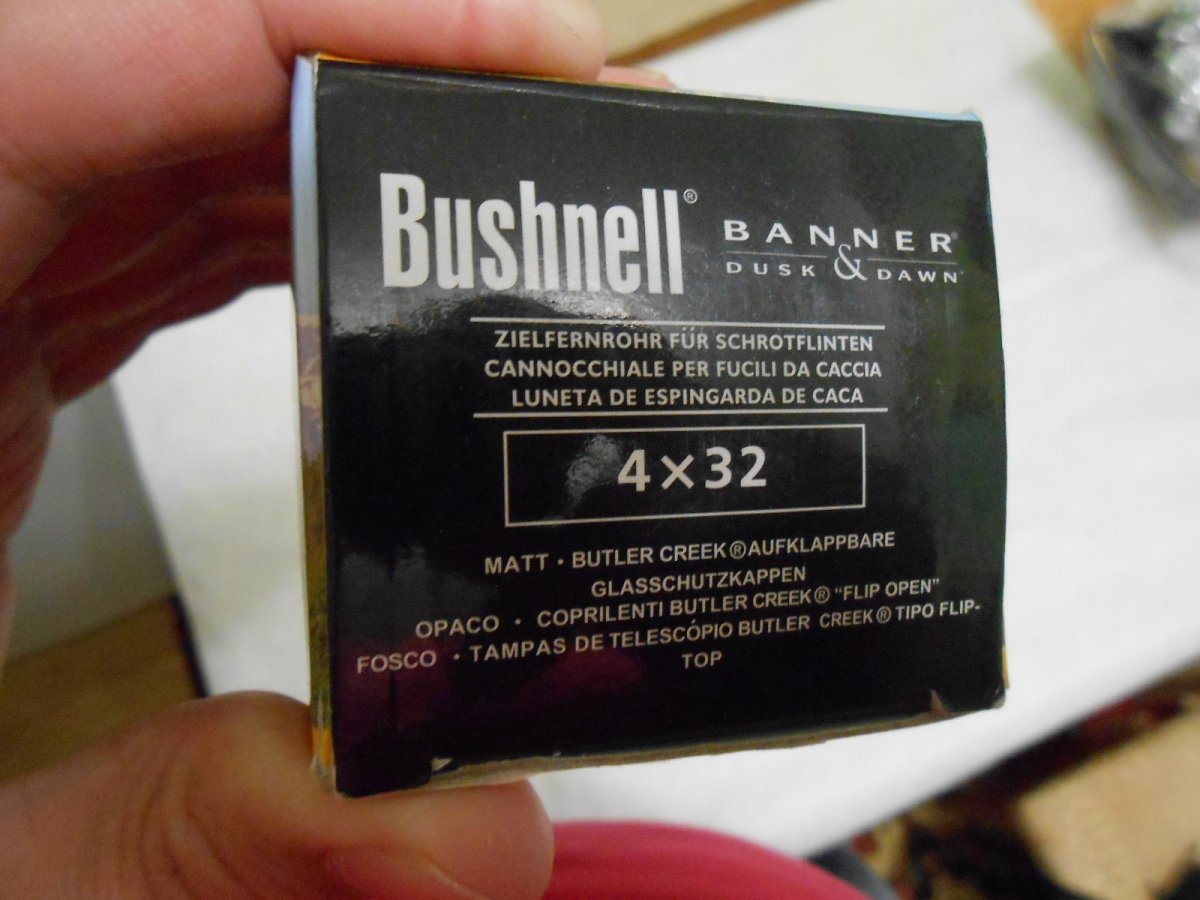 Bushnell®
BANNER®
DUSK & DAWN
ZIELFERNROHR FÜR SCHROTFLINTEN
CANNOCCHIALE PER FUCILI DA CACCIA
LUNETA DE ESPINGARDA DE CACA
4×32
MATT · BUTLER CREEK®AUFKLAPPBARE
GLASSCHUTZKAPPEN
OPACO · COPRILENTI BUTLER CREEK® "FLIP OPEN"
FOSCO · TAMPAS DE TELESCÓPIO BUTLER CREEK® TIPO FLIP-
TOP